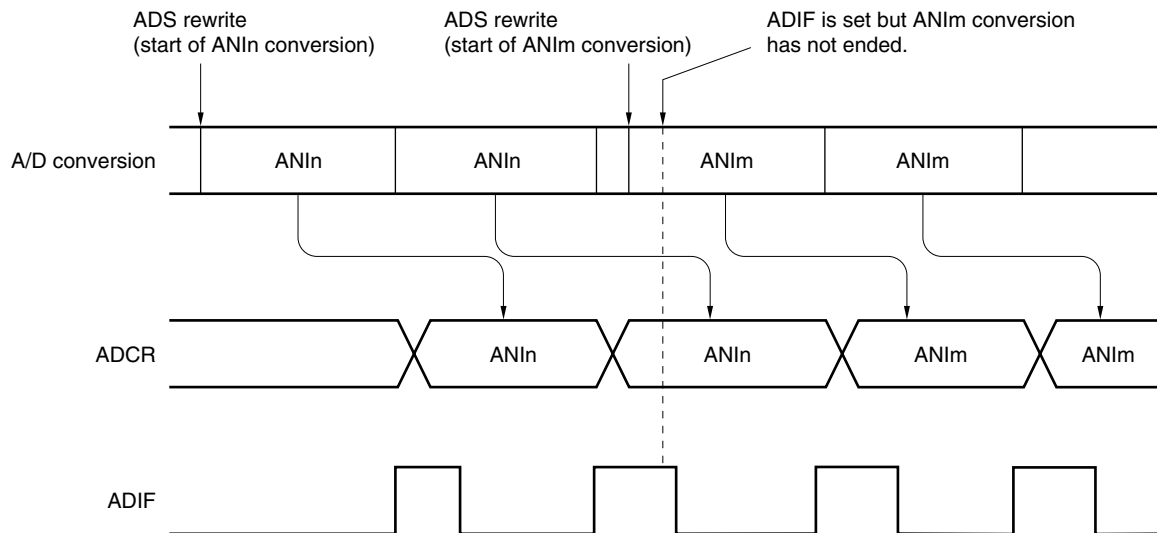 ADS rewrite
(start of ANIn conversion)
ADS rewrite
(start of ANIm conversion)
ADIF is set but ANIm conversion
has not ended.
A/D conversion
ANIn
ANIn
ANIm
ANIm
ADCR
ANIn
ANIn
ANIm
ANIm
ADIF